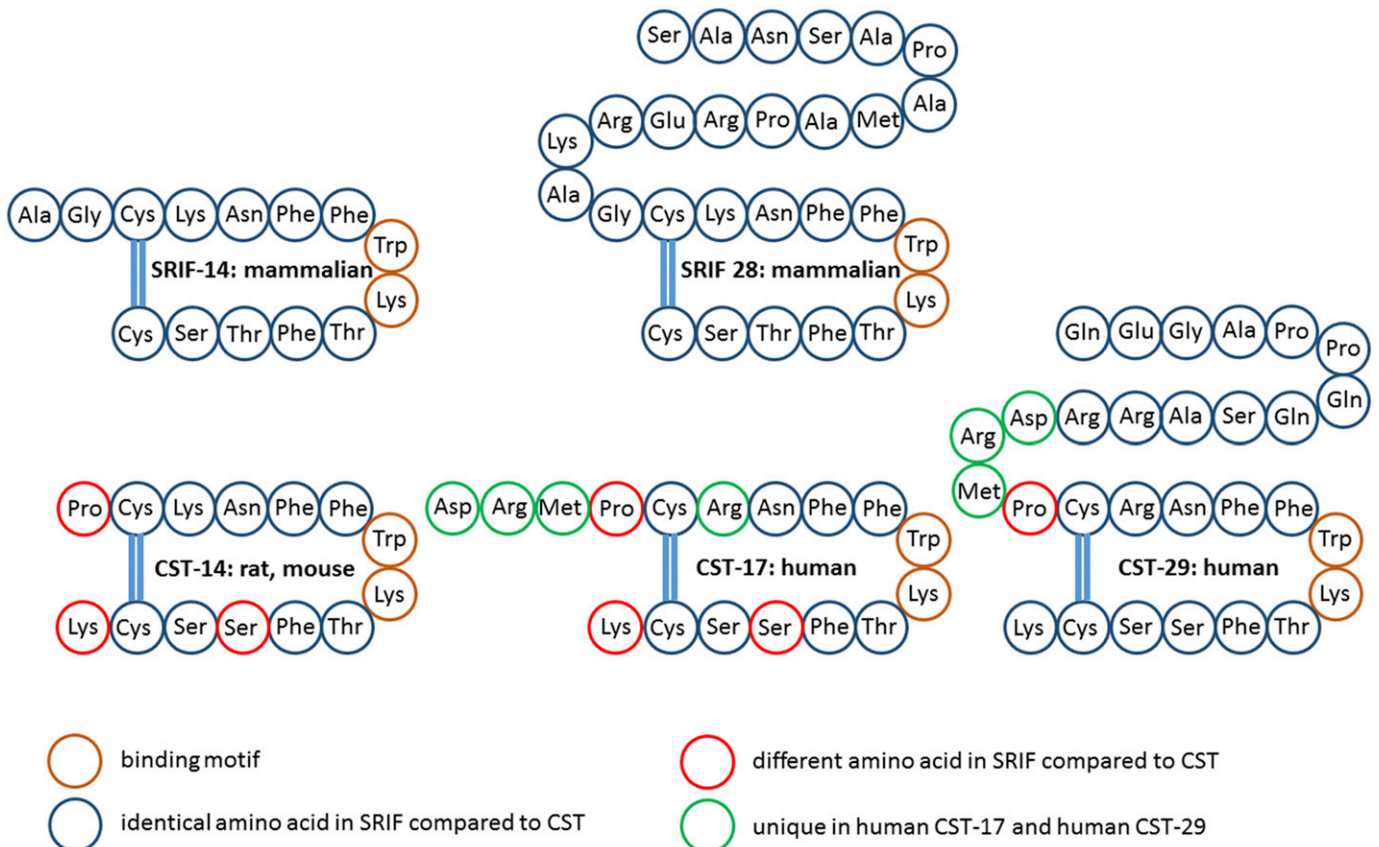 Ser Ala Asn Ser Ala Pro
Ala
Lys Arg Glu Arg Pro Ala Met
Ala
Ala Gly Cys Lys Asn Phe Phe
Trp
SRIF-14: mammalian
Lys
Cys Ser Thr Phe Thr
Gly Cys Lys Asn Phe Phe
Trp
SRIF 28: mammalian
Lys
Cys Ser Thr Phe Thr
Gln Glu Gly Ala Pro
Pro
Gln
Arg Asp Arg Arg Ala Ser Gln
Met
Pro Cys Lys Asn Phe Phe
Trp
CST-14: rat, mouse
Lys
Lys Cys Ser Ser Phe Thr
Asp Arg Met Pro Cys Arg Asn Phe Phe
Trp
CST-17: human
Lys
Lys Cys Ser Ser Phe Thr
Pro Cys Arg Asn Phe Phe
Trp
CST-29: human
Lys
Lys Cys Ser Ser Phe Thr
binding motif
identical amino acid in SRIF compared to CST
different amino acid in SRIF compared to CST
unique in human CST-17 and human CST-29